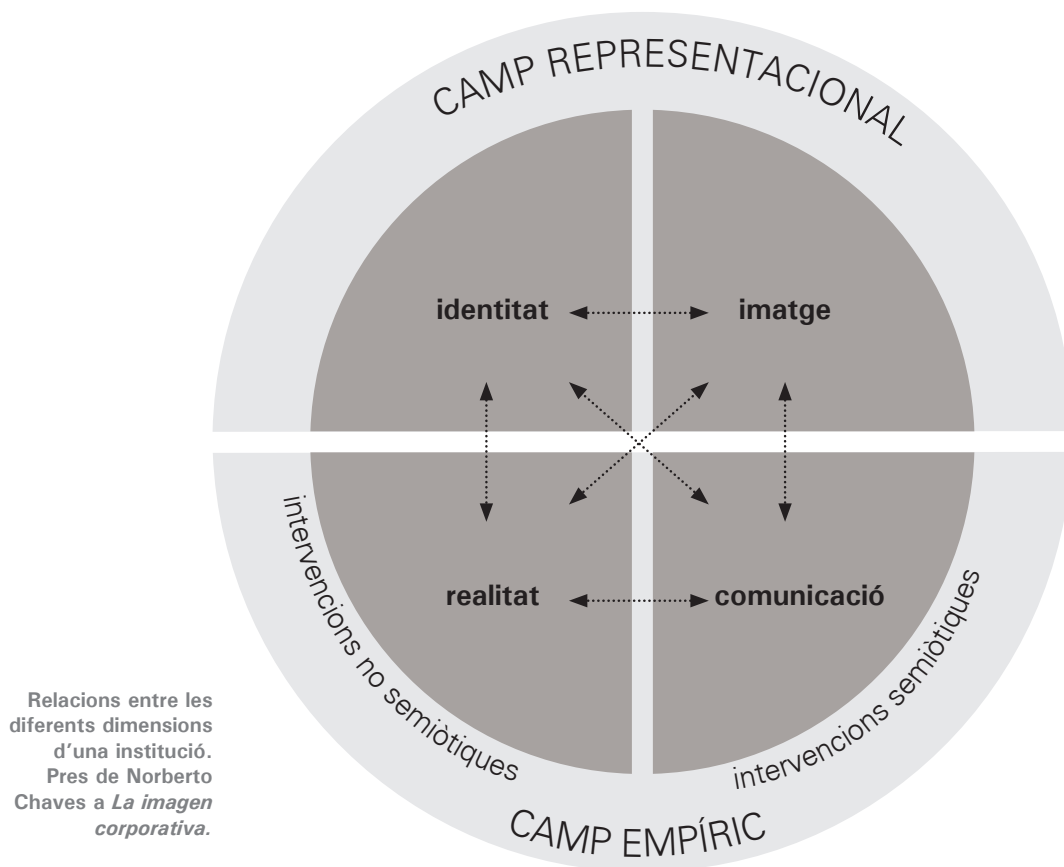 CAMP REPRESENTACIONAL
identitat
imatge
realitat
comunicació
intervencions no semiòtiques
intervencions semiòtiques
CAMP EMPÍRIC
Relacions entre les
diferents dimensions
d’una institució.
Pres de Norberto
Chaves a La imagen
corporativa.